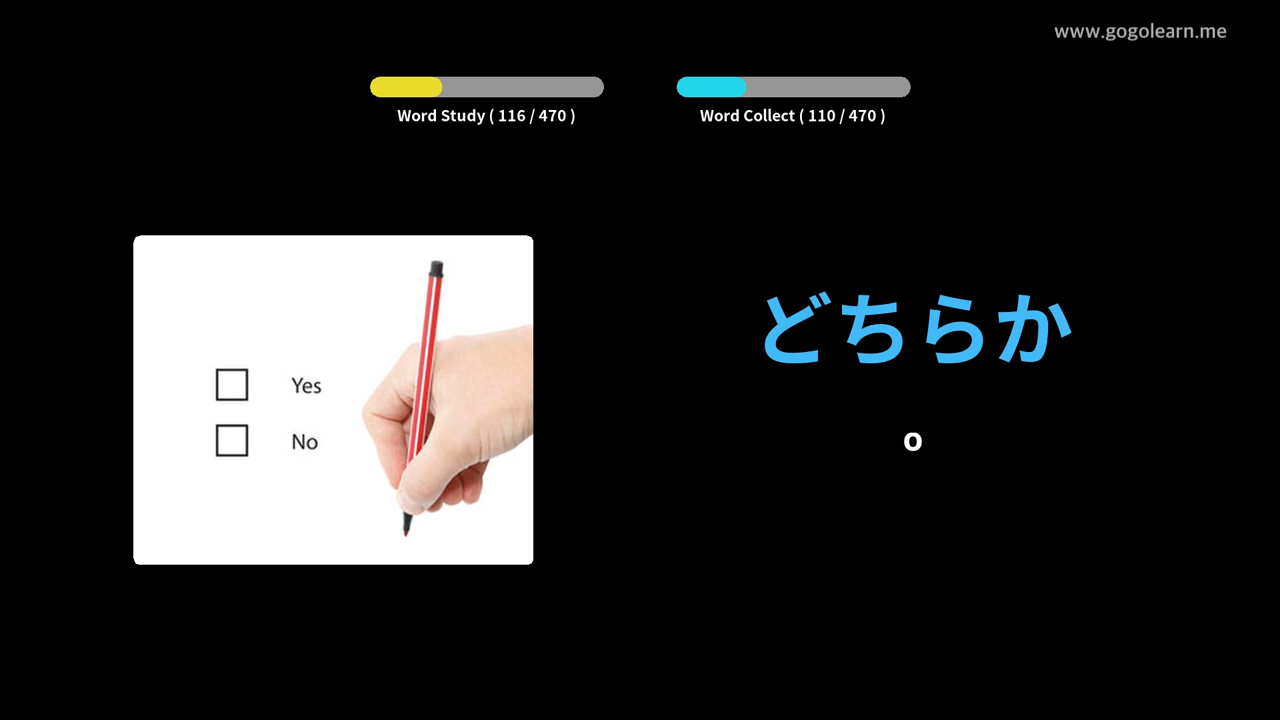 www.gogolearn.me
Word Study ( 116 / 470 )
Word Collect ( 110 / 470 )
Yes
No
どちらか
o